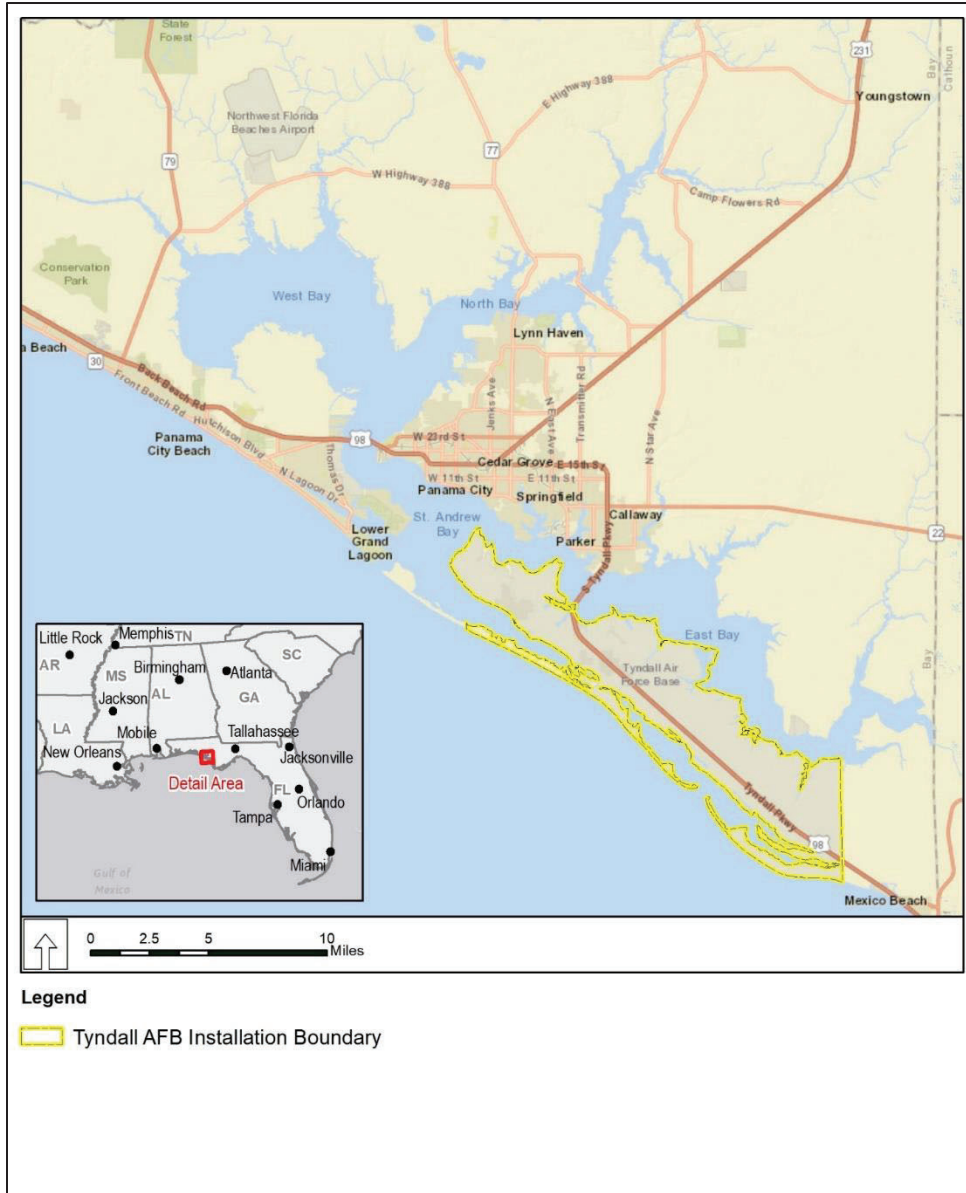 State
Forest
231
Youngstown
Bay
Calhoun
Northwest Florida
Beaches Airport
E Highway 388
77
79
W Highway 388
Camp Flowers Rd
Conservation
Park
West Bay
North Bay
Lynn Haven
a Beach
30
Back Beach Rd
Front Beach Rd
Hutchison Blvd
Jenks Ave
N East Ave
Transmitter Rd
N Star Ave
Panama
City Beach
Thomas Dr
98
W 23rd St
Cedar Grove
E 15th St
N Lagoon Dr
W 11th St
E 11th St
Panama City
Springfield
St. Andrew
Bay
Callaway
Lower
Grand
Lagoon
Parker
22
S Tyndall Pkwy
East Bay
Bay
Tyndall Air
Force Base
Tyndall Pkwy
98
Mexico Beach
Little Rock
Memphis
TN
AR
MS
Birmingham
Atlanta
SC
Jackson
AL
GA
LA
Mobile
Tallahassee
New Orleans
Jacksonville
Detail Area
FL
Orlando
Tampa
Miami
Gulf of
Mexico
0 2.5 5 10
Miles
Legend
Tyndall AFB Installation Boundary